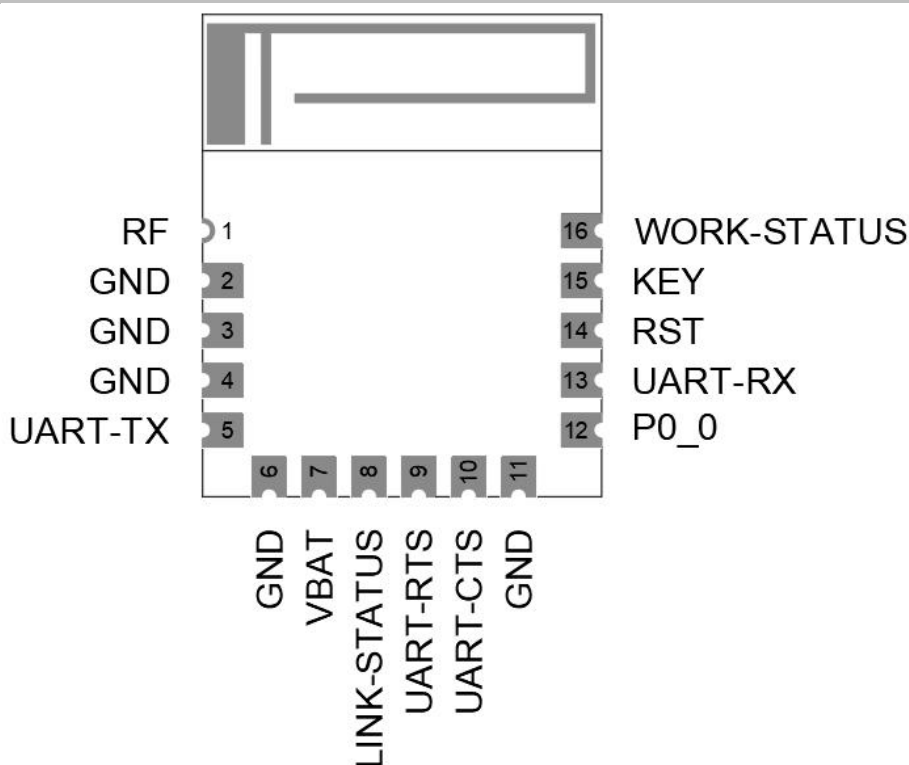 RF 1 16 WORK-STATUS
GND 2 15 KEY
GND 3 14 RST
GND 4 13 UART-RX
UART-TX 5 12 P0_0
6 7 8 9 10 11
GND
VBAT
LINK-STATUS
UART-RTS
UART-CTS
GND